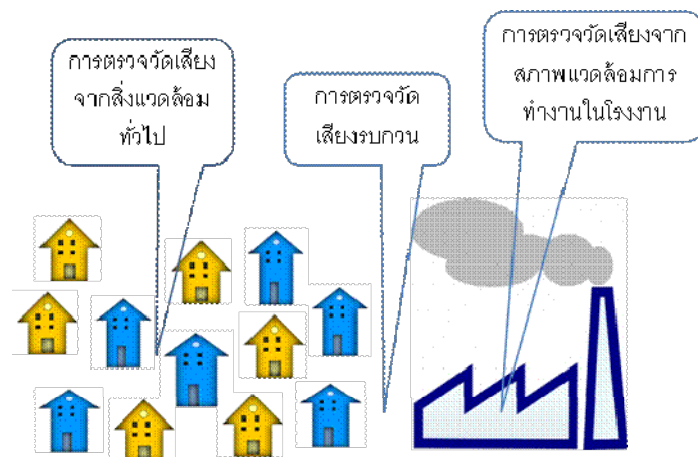 การตรวจวัดเสียง
จากสิ่งแวดล้อม
ทั่วไป
การตรวจวัด
เสียงรบกวน
การตรวจวัดเสียงจาก
สภาพแวดล้อมการ
ทำงานในโรงงาน